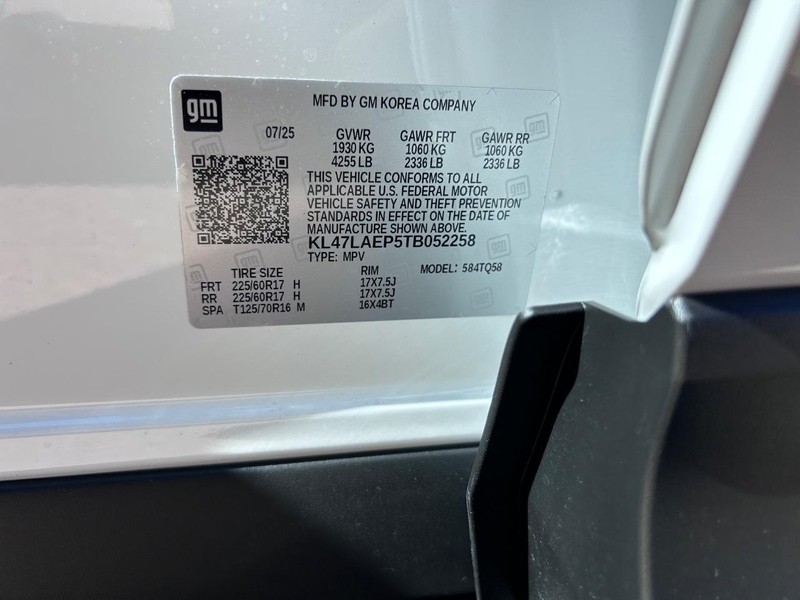 gm
MFD BY GM KOREA COMPANY
07/25 GVWR GAWR FRT GAWR RR
1930 KG 1060 KG 1060 KG
4255 LB 2336 LB 2336 LB
THIS VEHICLE CONFORMS TO ALL
APPLICABLE U.S. FEDERAL MOTOR
VEHICLE SAFETY AND THEFT PREVENTION
STANDARDS IN EFFECT ON THE DATE OF
MANUFACTURE SHOWN ABOVE.
KL47LAEP5TB052258
TYPE: MPV MODEL: 584TQ58
TIRE SIZE RIM
FRT 225/60R17 H 17X7.5J
RR 225/60R17 H 17X7.5J
SPA T125/70R16 M 16X4BT